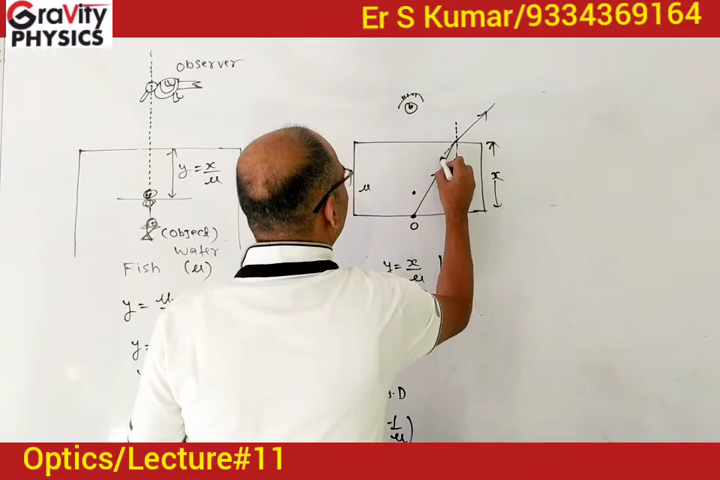 GraVity
PHYSICS
Er S Kumar/9334369164
Observer
y = x/μ
(Object)
Water
Fish (μ)
y =
y =
μ
x
O
y = x/μ
Optics/Lecture#11